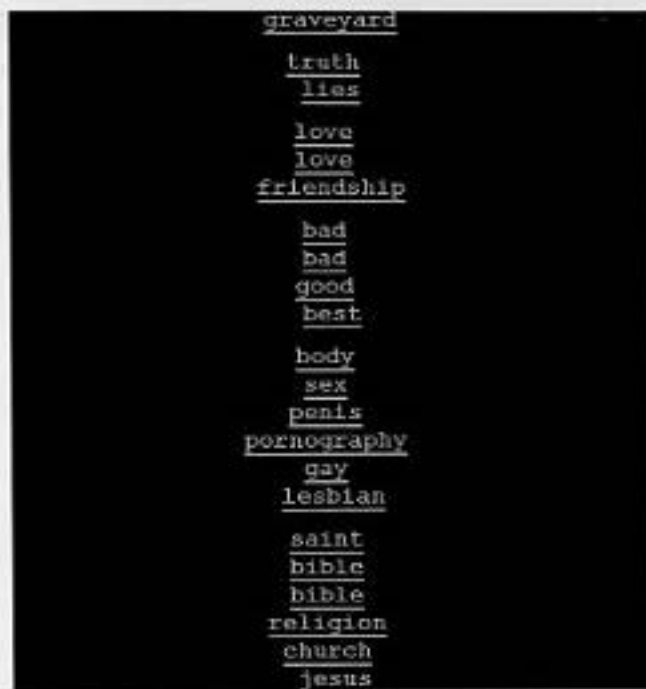 graveyard
truth
lies
love
love
friendship
bad
bad
good
best
body
sex
penis
pornography
gay
lesbian
saint
bible
bible
religion
church
jesus